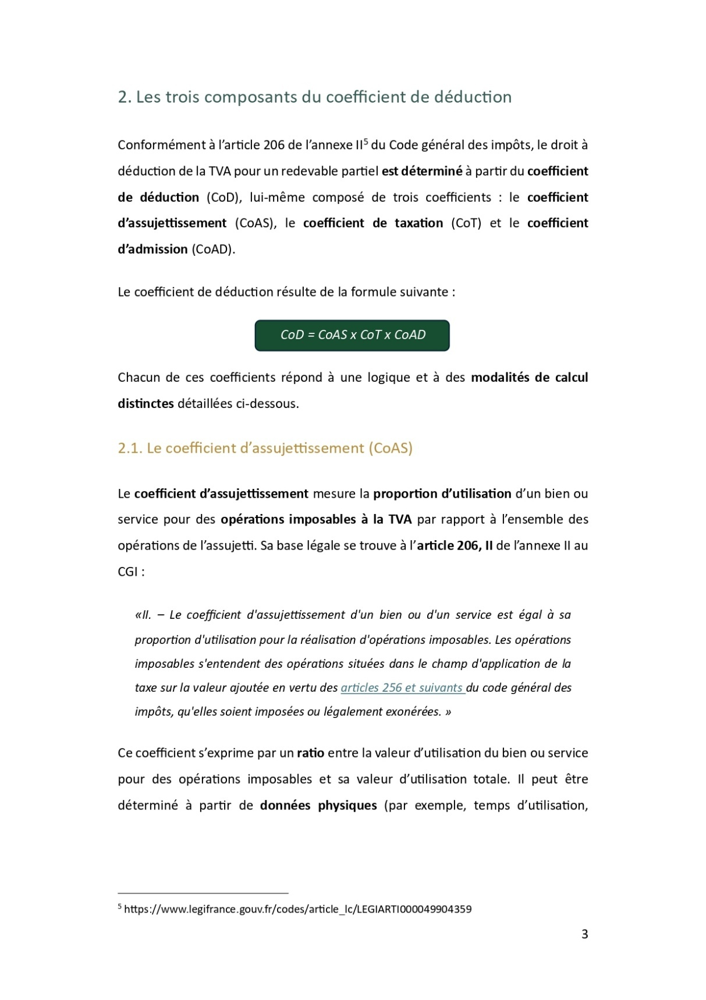 2. Les trois composants du coefficient de déduction
Conformément à l’article 206 de l’annexe II⁵ du Code général des impôts, le droit à
déduction de la TVA pour un redevable partiel est déterminé à partir du coefficient
de déduction (CoD), lui-même composé de trois coefficients : le coefficient
d’assujettissement (CoAS), le coefficient de taxation (CoT) et le coefficient
d’admission (CoAD).
Le coefficient de déduction résulte de la formule suivante :
CoD = CoAS x CoT x CoAD
Chacun de ces coefficients répond à une logique et à des modalités de calcul
distinctes détaillées ci-dessous.
2.1. Le coefficient d’assujettissement (CoAS)
Le coefficient d’assujettissement mesure la proportion d’utilisation d’un bien ou
service pour des opérations imposables à la TVA par rapport à l’ensemble des
opérations de l’assujetti. Sa base légale se trouve à l’article 206, II de l’annexe II au
CGI :
«II. – Le coefficient d'assujettissement d'un bien ou d'un service est égal à sa
proportion d'utilisation pour la réalisation d'opérations imposables. Les opérations
imposables s'entendent des opérations situées dans le champ d'application de la
taxe sur la valeur ajoutée en vertu des articles 256 et suivants du code général des
impôts, qu'elles soient imposées ou légalement exonérées. »
Ce coefficient s’exprime par un ratio entre la valeur d’utilisation du bien ou service
pour des opérations imposables et sa valeur d’utilisation totale. Il peut être
déterminé à partir de données physiques (par exemple, temps d’utilisation,
⁵ https://www.legifrance.gouv.fr/codes/article_lc/LEGIARTI000049904359
3